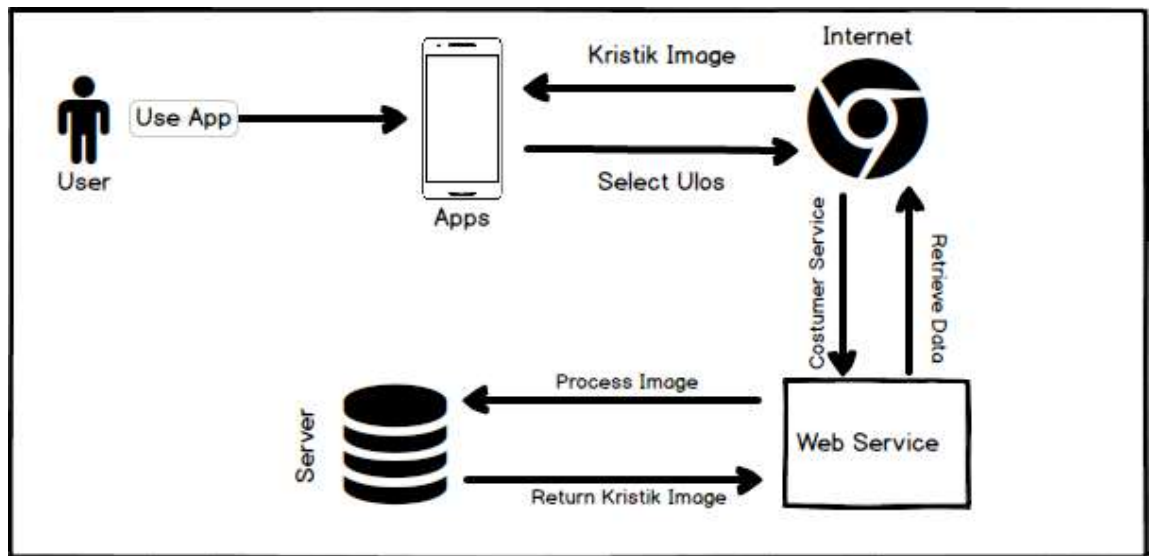 Internet
Kristik Image
Use App
User
Select Ulos
Apps
Costumer Service
Retrieve Data
Process Image
Server
Web Service
Return Kristik Image